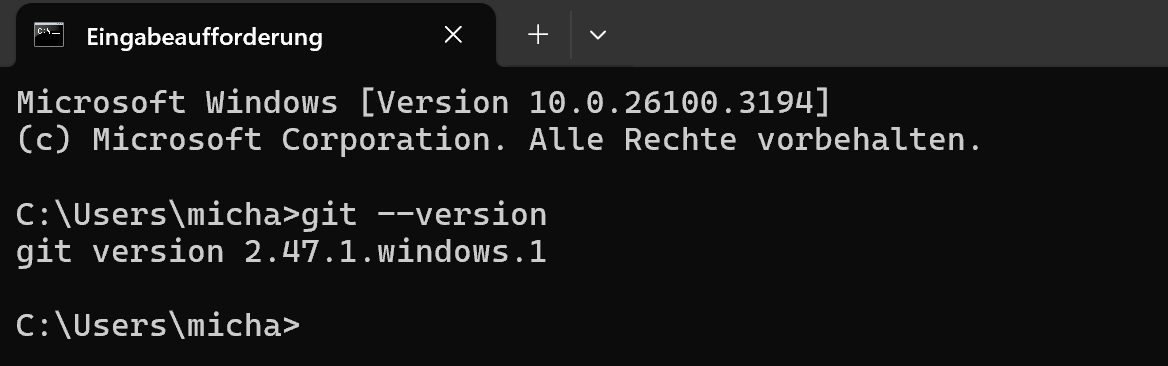 Eingabeaufforderung
Microsoft Windows [Version 10.0.26100.3194]
(c) Microsoft Corporation. Alle Rechte vorbehalten.
C:\Users\micha>git --version
git version 2.47.1.windows.1
C:\Users\micha>